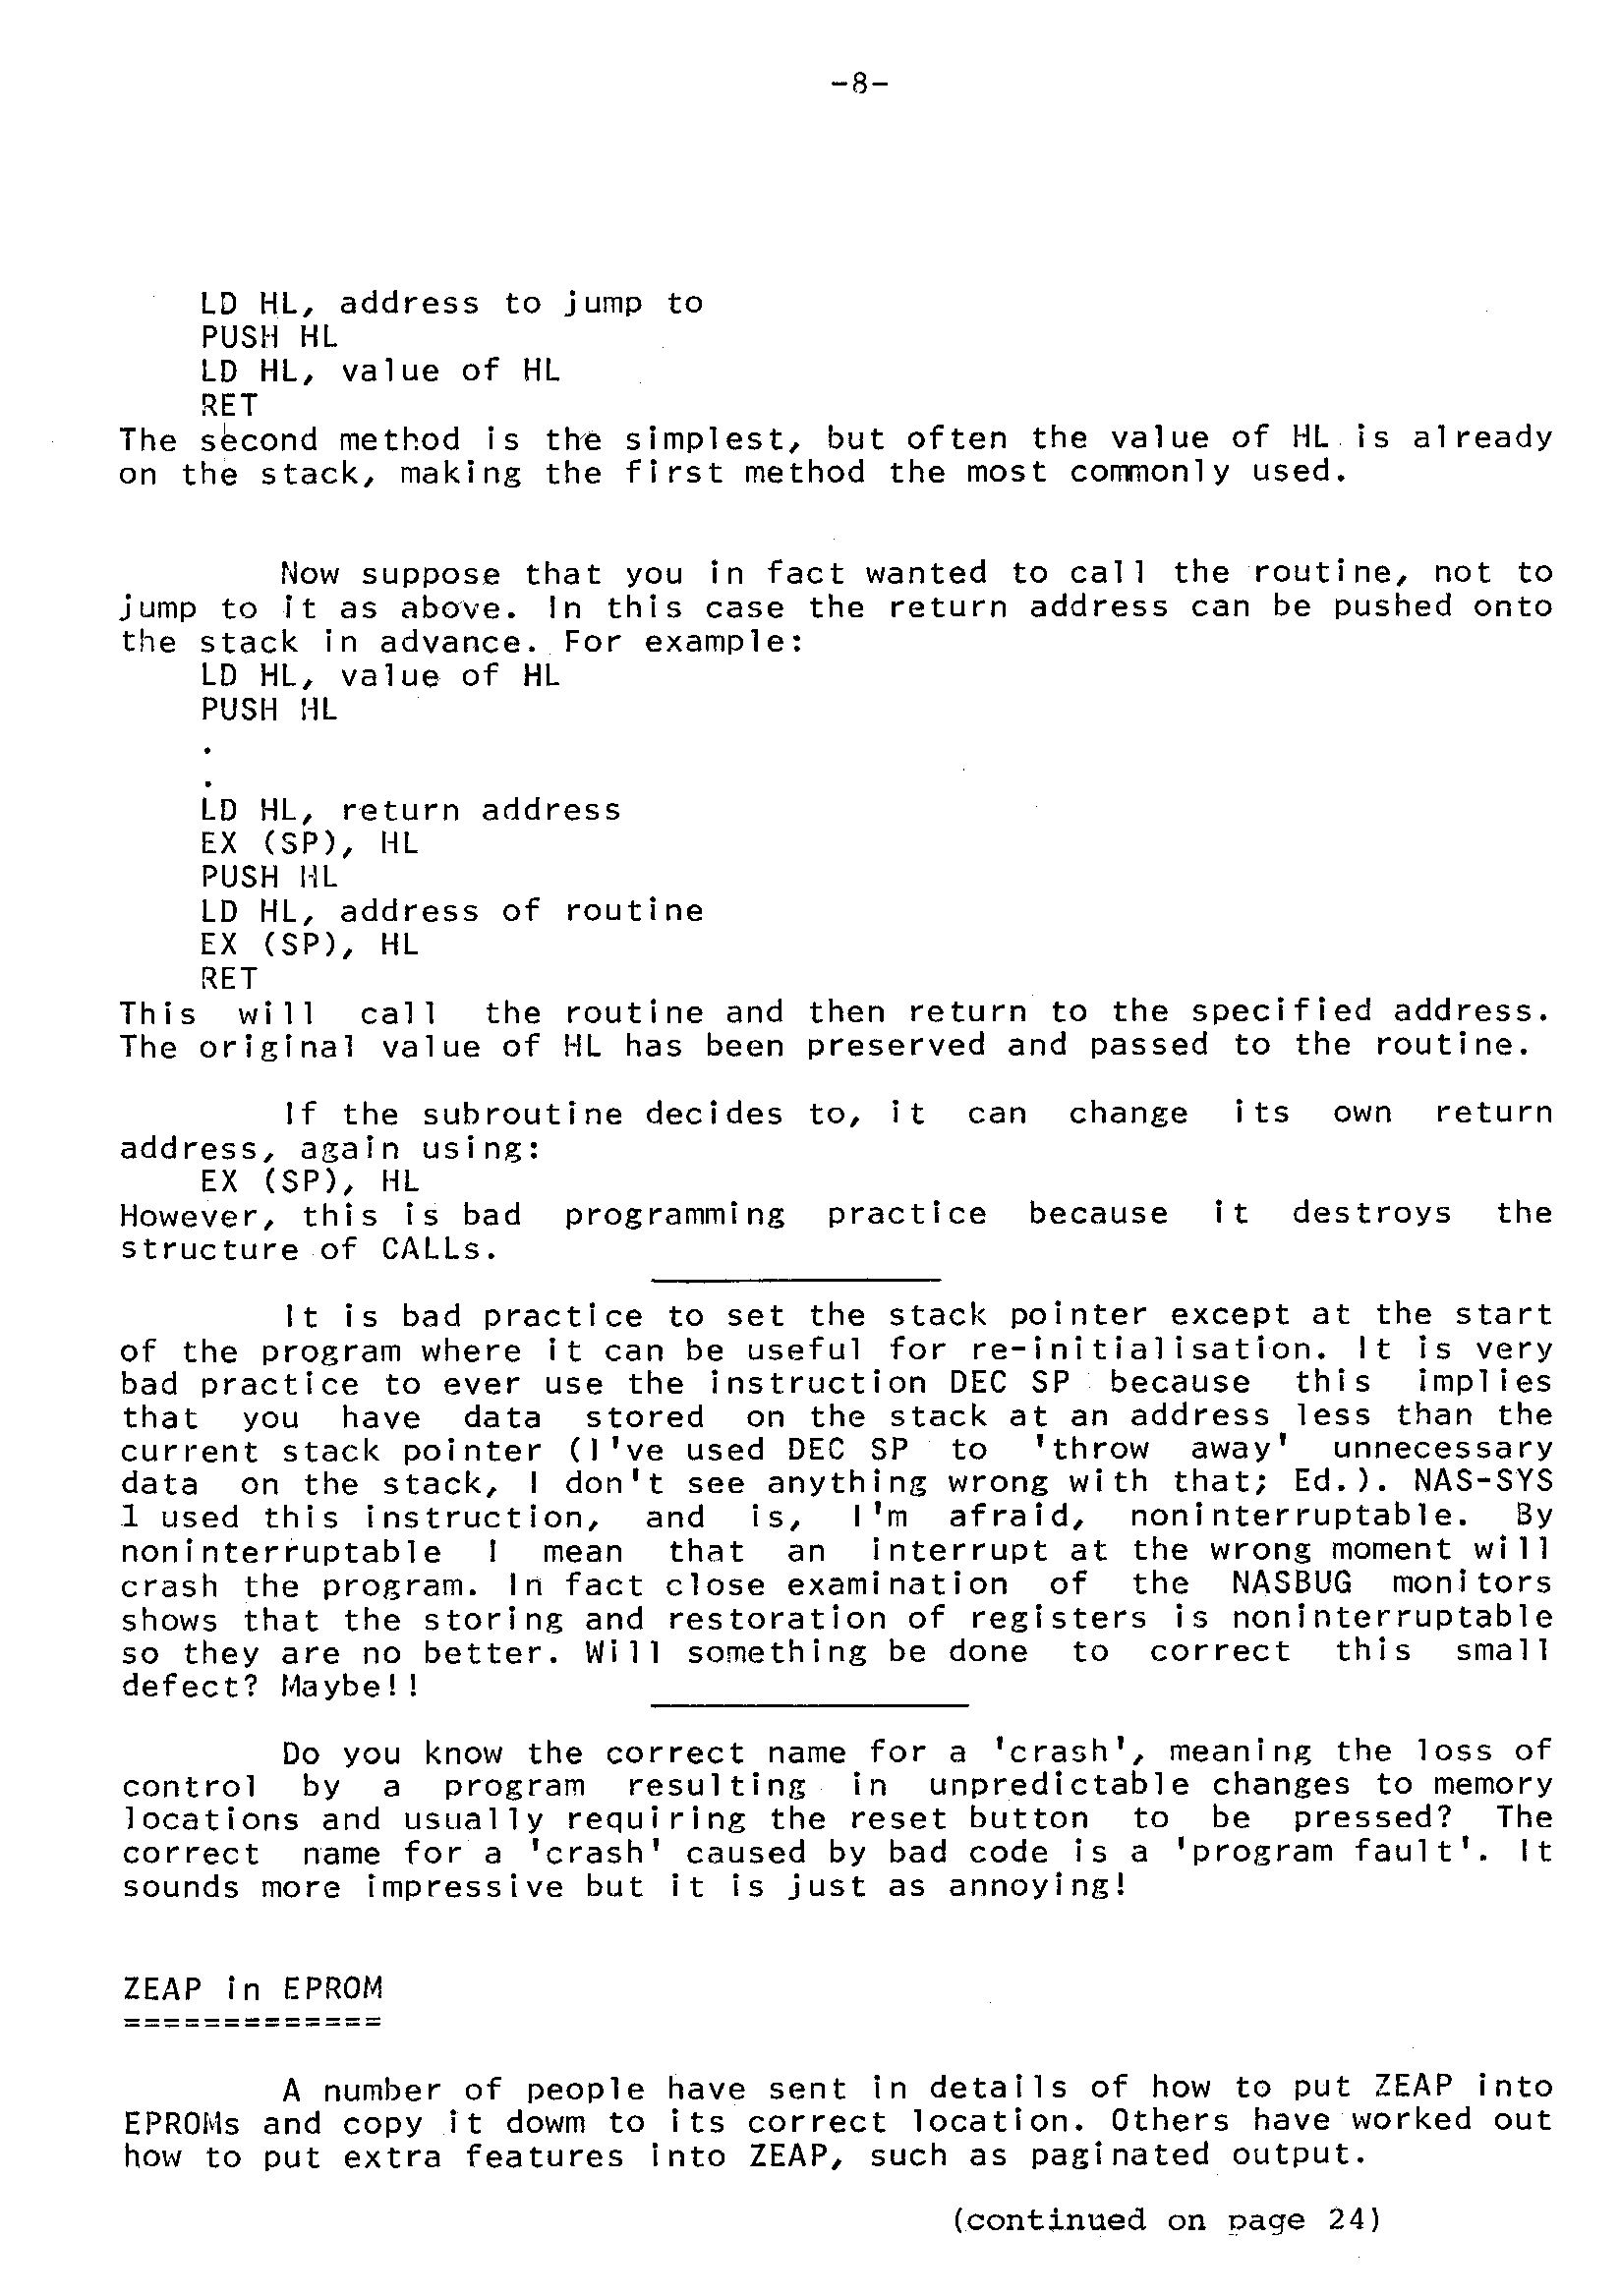 -8-
LD HL, address to jump to
PUSH HL
LD HL, value of HL
RET
The second method is the simplest, but often the value of HL is already
on the stack, making the first method the most commonly used.
Now suppose that you in fact wanted to call the routine, not to
jump to it as above. In this case the return address can be pushed onto
the stack in advance. For example:
LD HL, value of HL
PUSH HL
.
.
LD HL, return address
EX (SP), HL
PUSH HL
LD HL, address of routine
EX (SP), HL
RET
This will call the routine and then return to the specified address.
The original value of HL has been preserved and passed to the routine.
If the subroutine decides to, it can change its own return
address, again using:
EX (SP), HL
However, this is bad programming practice because it destroys the
structure of CALLs.
It is bad practice to set the stack pointer except at the start
of the program where it can be useful for re-initialisation. It is very
bad practice to ever use the instruction DEC SP because this implies
that you have data stored on the stack at an address less than the
current stack pointer (I've used DEC SP to 'throw away' unnecessary
data on the stack, I don't see anything wrong with that; Ed.). NAS-SYS
1 used this instruction, and is, I'm afraid, noninterruptable. By
noninterruptable I mean that an interrupt at the wrong moment will
crash the program. In fact close examination of the NASBUG monitors
shows that the storing and restoration of registers is noninterruptable
so they are no better. Will something be done to correct this small
defect? Maybe!!
Do you know the correct name for a 'crash', meaning the loss of
control by a program resulting in unpredictable changes to memory
locations and usually requiring the reset button to be pressed? The
correct name for a 'crash' caused by bad code is a 'program fault'. It
sounds more impressive but it is just as annoying!
ZEAP in EPROM
=============
A number of people have sent in details of how to put ZEAP into
EPROMs and copy it dowm to its correct location. Others have worked out
how to put extra features into ZEAP, such as paginated output.
(continued on page 24)